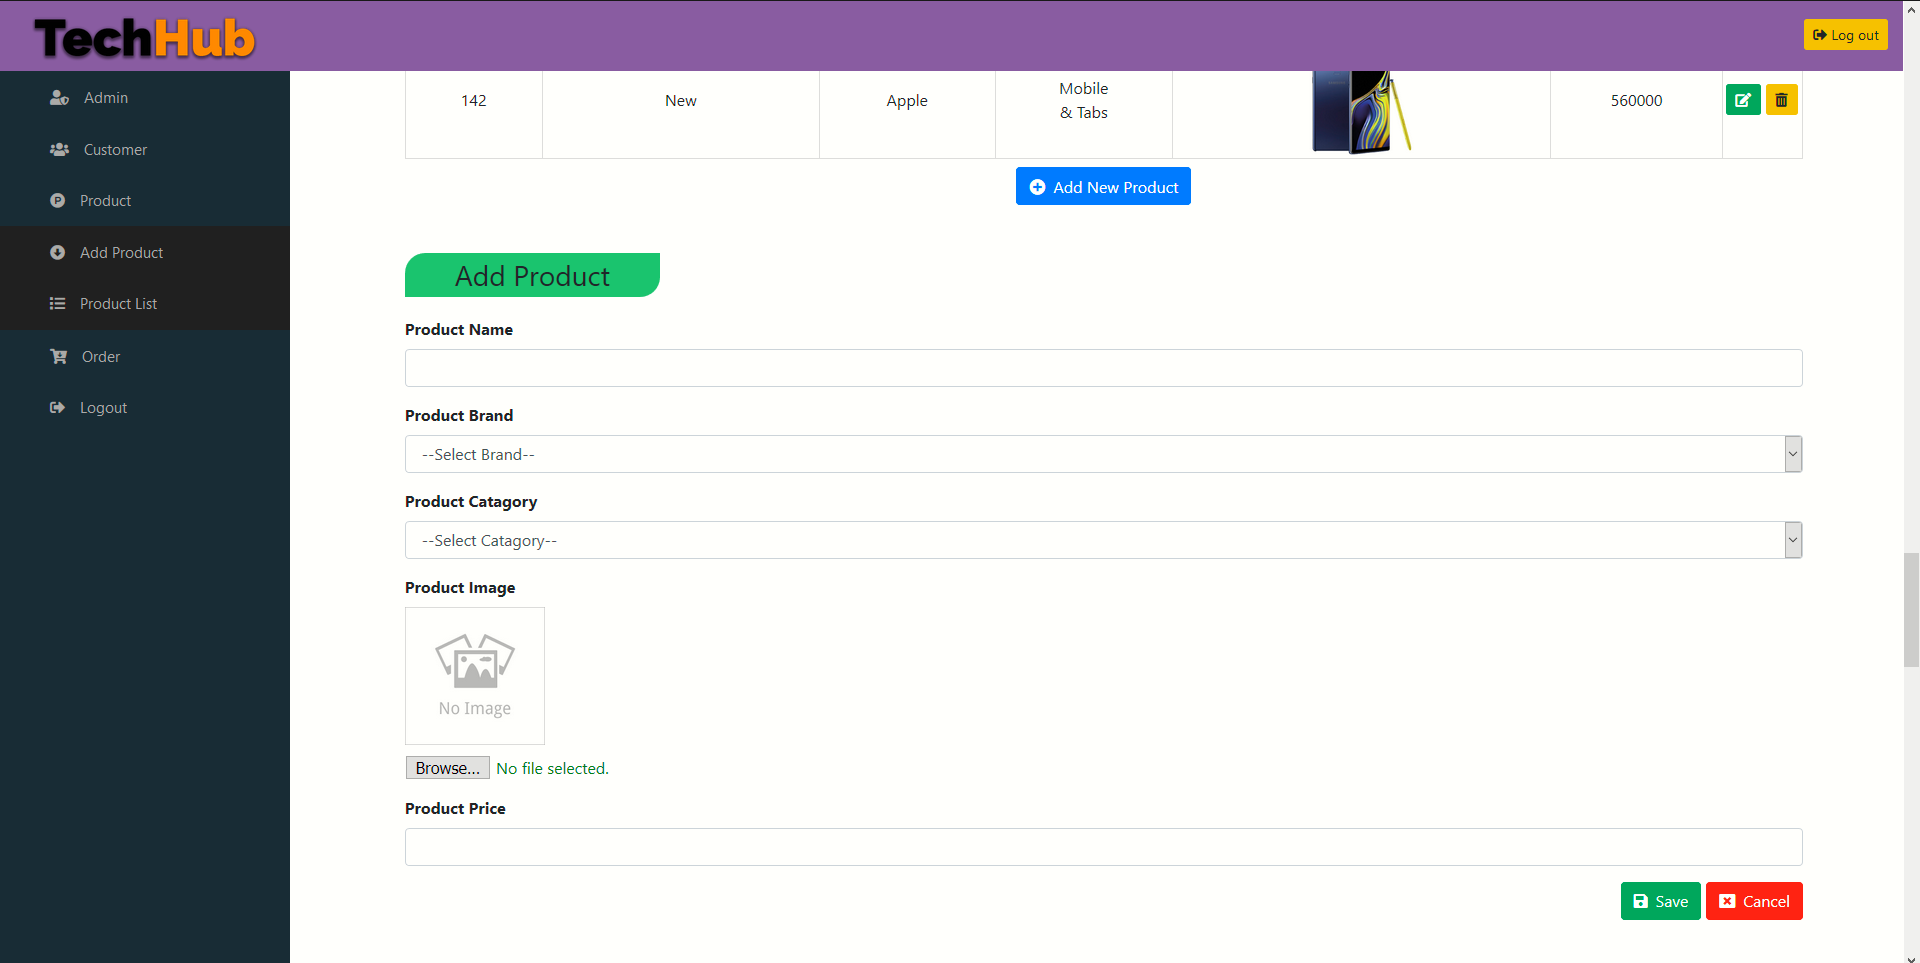 TechHub
Log out
Admin
Customer
Product
Add Product
Product List
Order
Logout
142 New Apple Mobile & Tabs 560000
Add New Product
Add Product
Product Name
Product Brand
--Select Brand--
Product Catagory
--Select Catagory--
Product Image
No Image
Browse... No file selected.
Product Price
Save Cancel